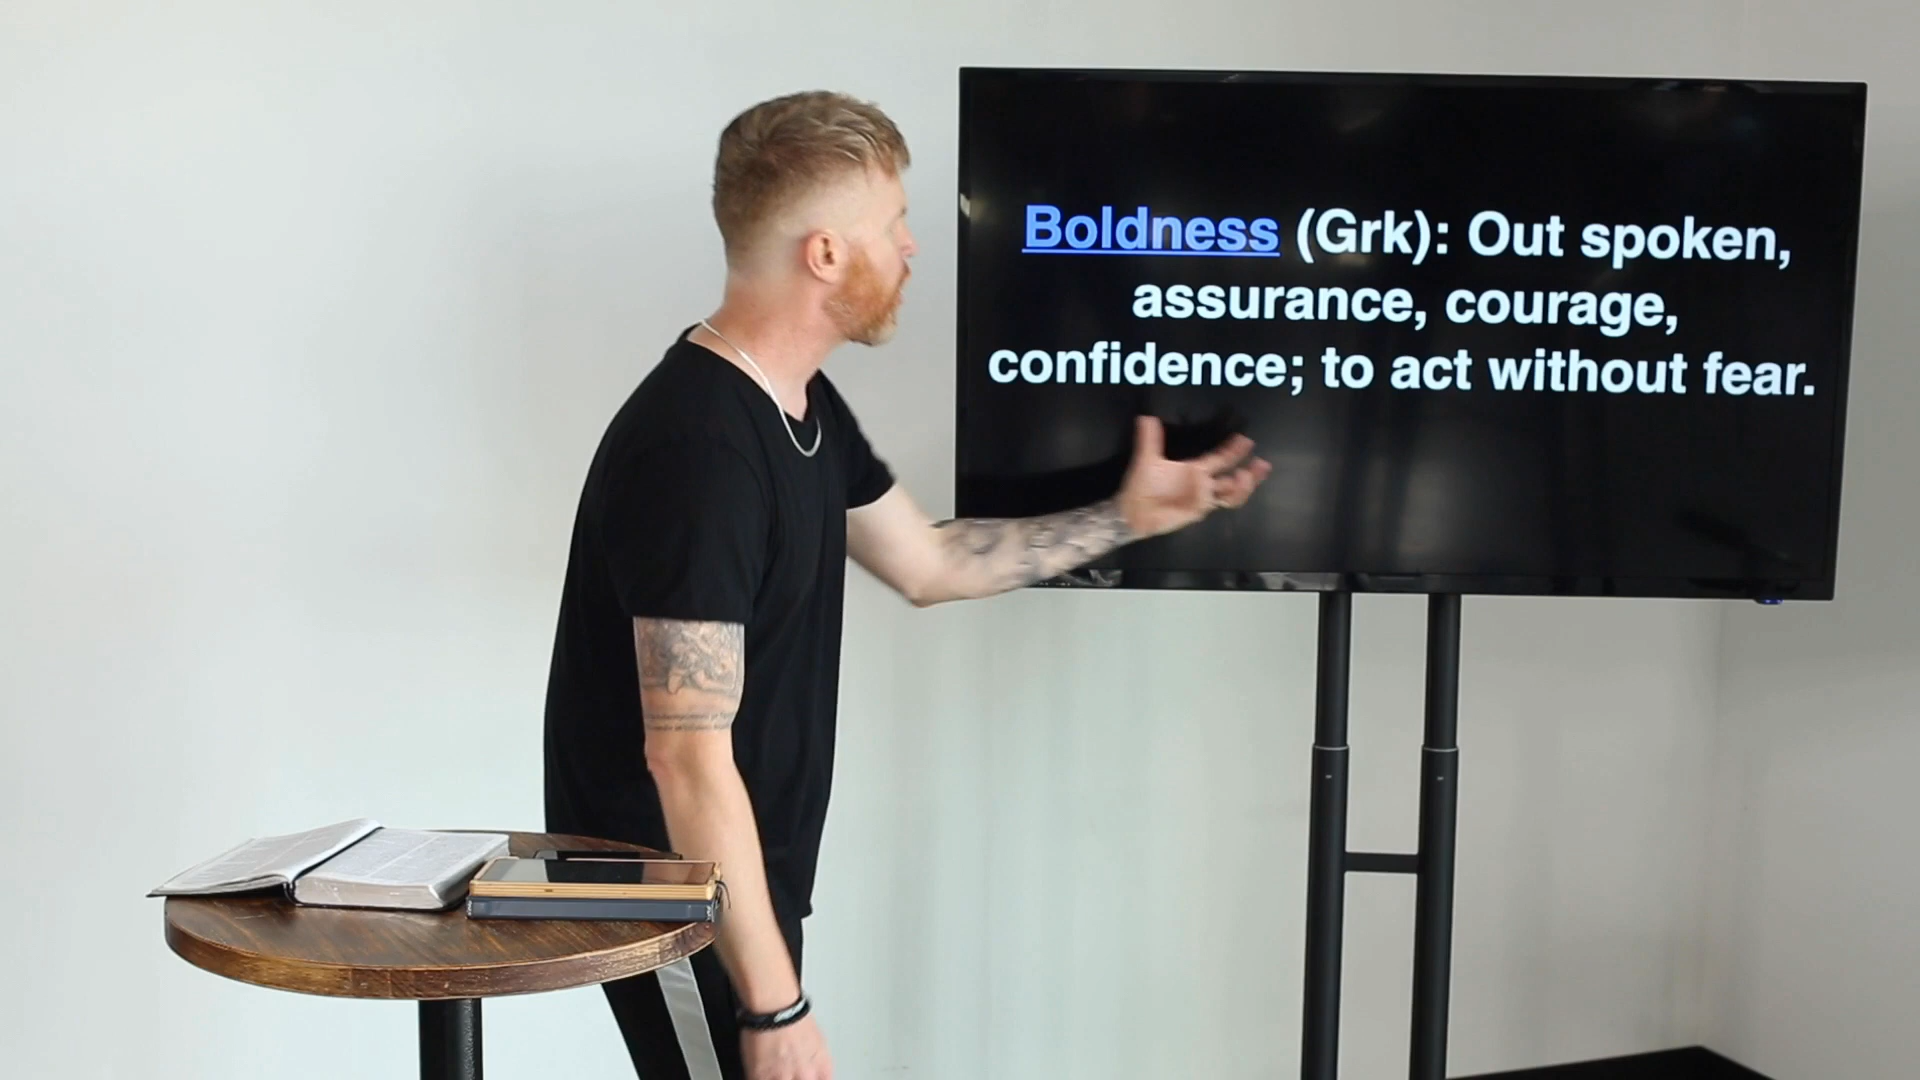 Boldness (Grk): Out spoken,
assurance, courage,
confidence; to act without fear.